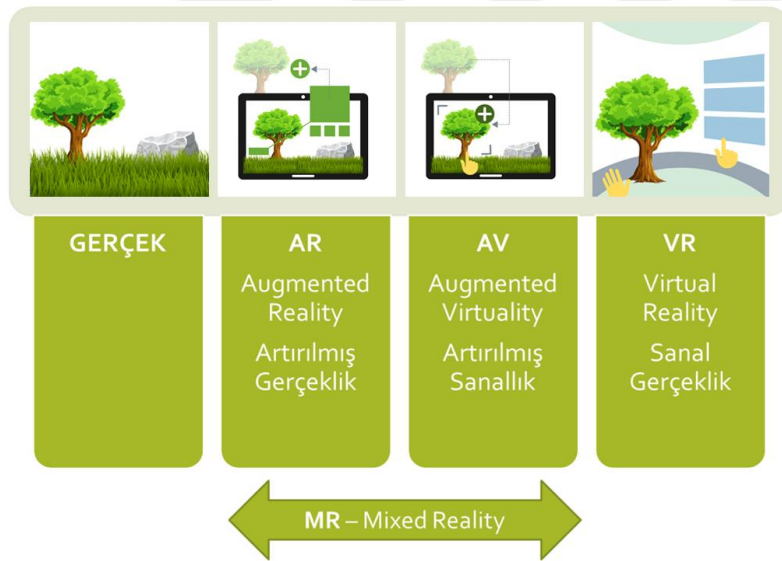 GERÇEK
AR
Augmented
Reality
Artırılmış
Gerçeklik
AV
Augmented
Virtuality
Artırılmış
Sanallık
VR
Virtual
Reality
Sanal
Gerçeklik
MR – Mixed Reality